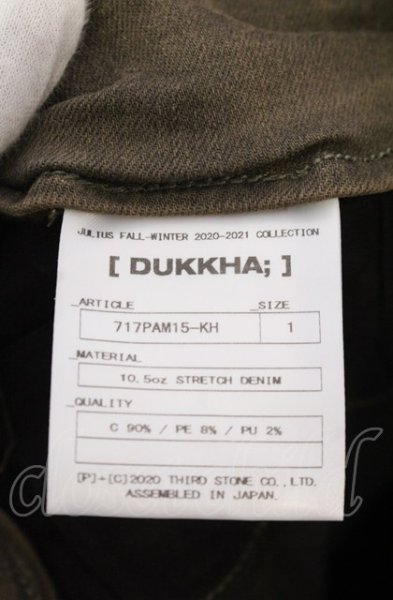 JULIUS FALL-WINTER 2020-2021 COLLECTION
[ DUKKHA; ]
_ARTICLE _SIZE
717PAM15-KH 1
_MATERIAL
10.5oz STRETCH DENIM
_QUALITY
C 90% / PE 8% / PU 2%
[P]+[C]2020 THIRD STONE CO.,LTD.
ASSEMBLED IN JAPAN.